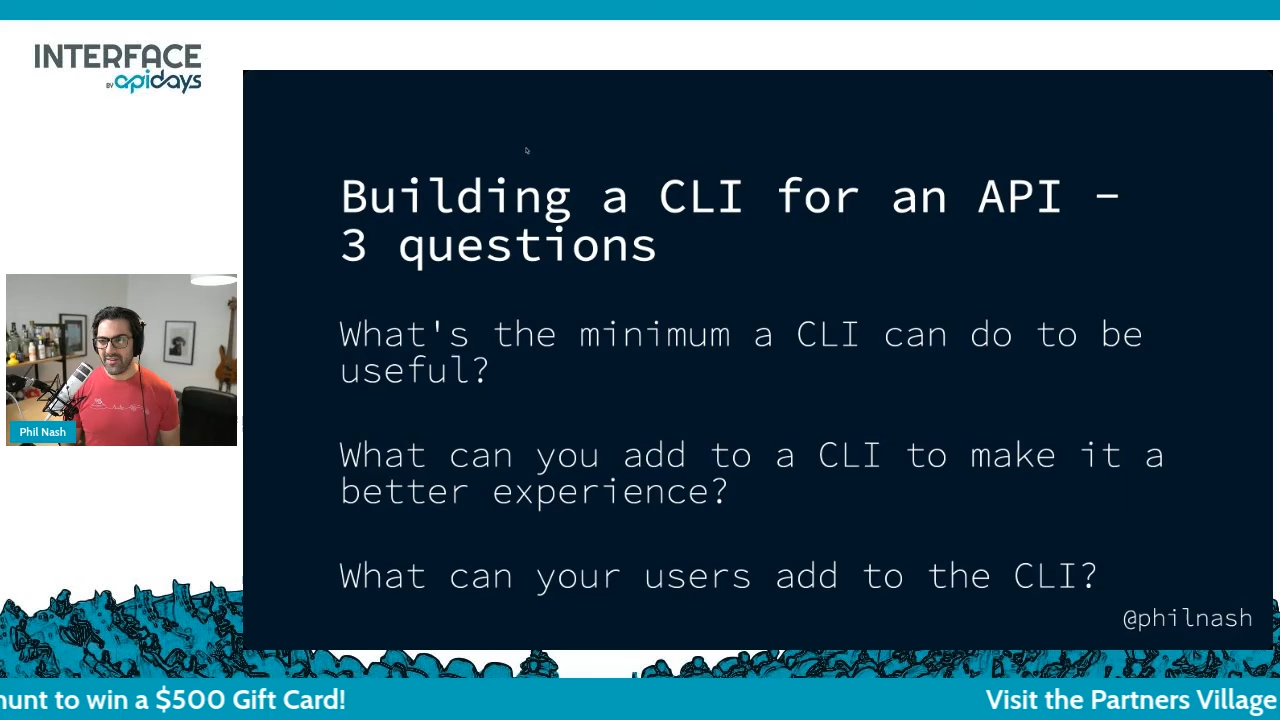 INTERFACE
BY apidays
Building a CLI for an API –
3 questions
What's the minimum a CLI can do to be
useful?
What can you add to a CLI to make it a
better experience?
What can your users add to the CLI?
@philnash
Phil Nash
to win a $500 Gift Card!
Visit the Partners Village